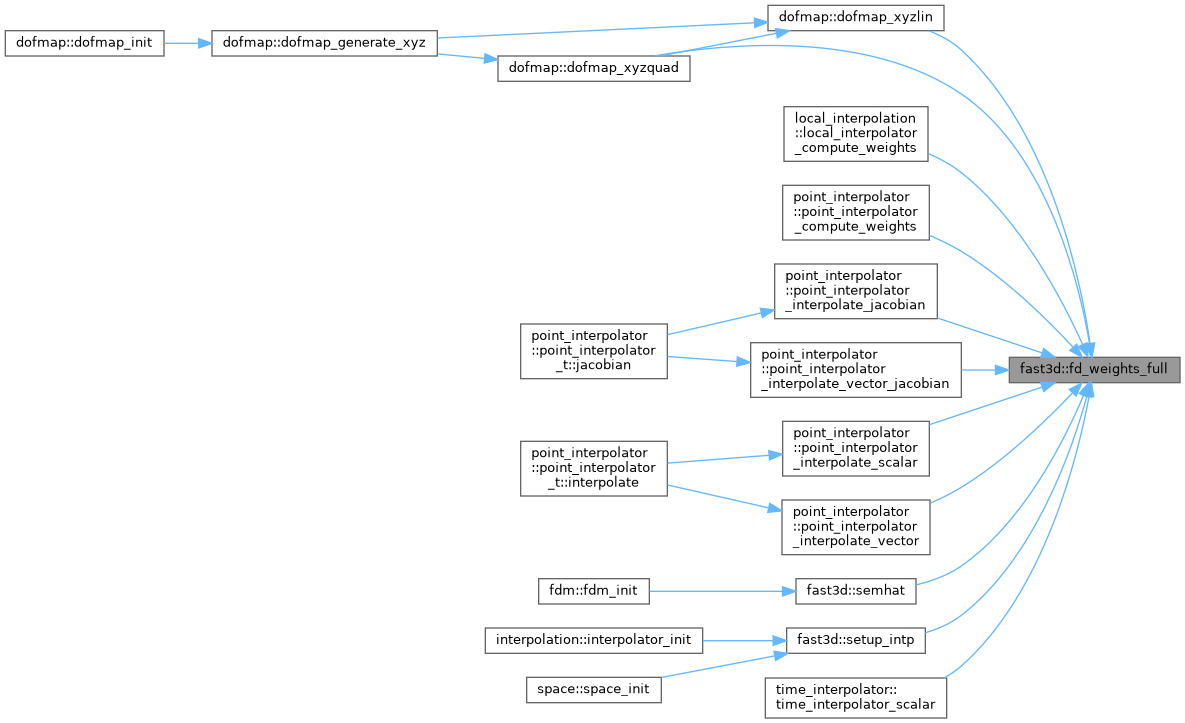 dofmap::dofmap_xyzlin
dofmap::dofmap_init
dofmap::dofmap_generate_xyz
dofmap::dofmap_xyzquad
local_interpolation
::local_interpolator
_compute_weights
point_interpolator
::point_interpolator
_compute_weights
point_interpolator
::point_interpolator
_interpolate_jacobian
point_interpolator
::point_interpolator
_t::jacobian
point_interpolator
::point_interpolator
_interpolate_vector_jacobian
fast3d::fd_weights_full
point_interpolator
::point_interpolator
_interpolate_scalar
point_interpolator
::point_interpolator
_t::interpolate
point_interpolator
::point_interpolator
_interpolate_vector
fdm::fdm_init
fast3d::semhat
interpolation::interpolator_init
fast3d::setup_intp
space::space_init
time_interpolator::
time_interpolator_scalar